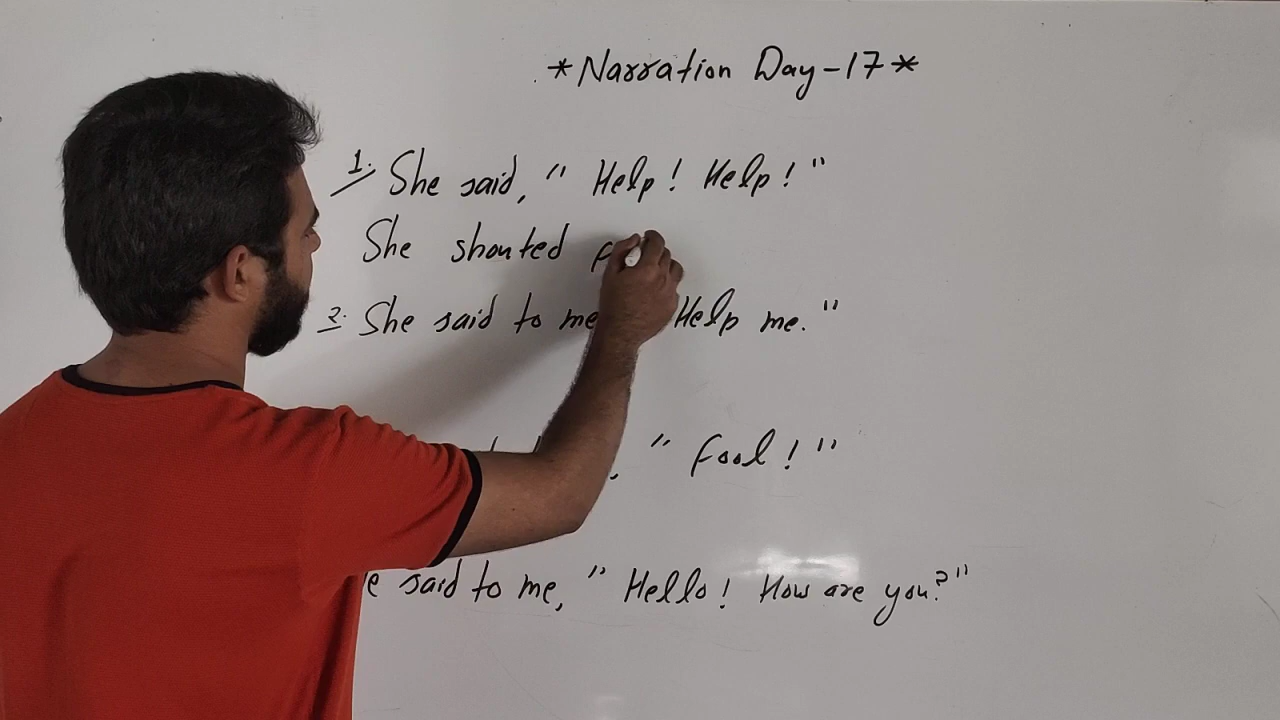 *Narration Day-17*
1. She said, " Help! Help!"
She shouted
2. She said to me Help me."
, " Fool!"
said to me, " Hello! How are you?"